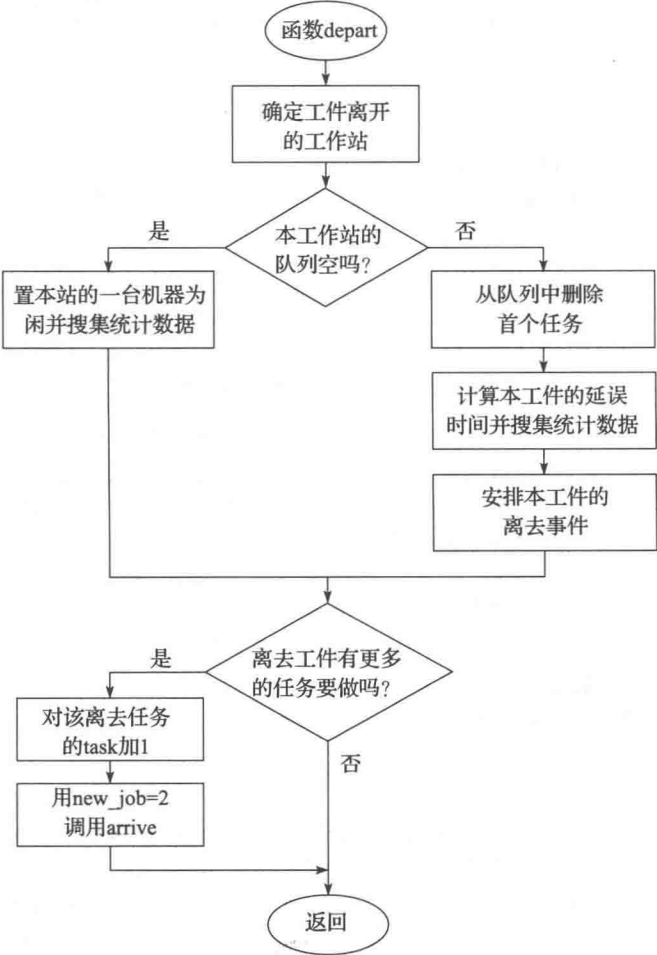 函数depart
确定工件离开
的工作站
是
本工作站的
队列空吗?
否
置本站的一台机器为
闲并搜集统计数据
从队列中删除
首个任务
计算本工件的延误
时间并搜集统计数据
安排本工件的
离去事件
是
离去工件有更多
的任务要做吗?
对该离去任务
的task加1
否
用new_job=2
调用arrive
返回